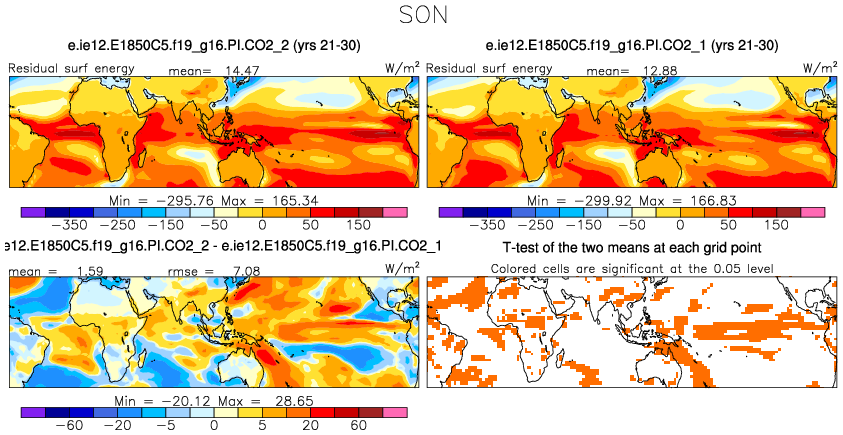 SON
e.ie12.E1850C5.f19_g16.PI.CO2_2 (yrs 21-30)
Residual surf energy mean= 14.47 W/m²
Min = −295.76 Max = 165.34
−350 −250 −150 −50 0 50 150
e.ie12.E1850C5.f19_g16.PI.CO2_1 (yrs 21-30)
Residual surf energy mean= 12.88 W/m²
Min = −299.92 Max = 166.83
−350 −250 −150 −50 0 50 150
e12.E1850C5.f19_g16.PI.CO2_2 - e.ie12.E1850C5.f19_g16.PI.CO2_1
mean = 1.59 rmse = 7.08 W/m²
Min = −20.12 Max = 28.65
−60 −20 −5 0 5 20 60
T-test of the two means at each grid point
Colored cells are significant at the 0.05 level